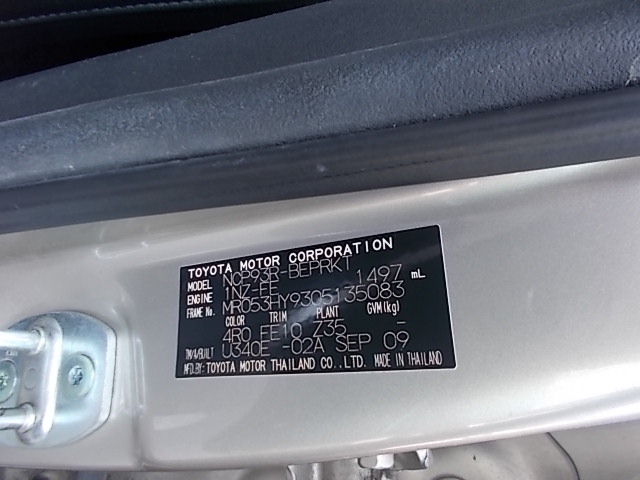 TOYOTA MOTOR CORPORATION
MODEL NCP93R-BEPRKT
ENGINE 1NZ-FE 1497 mL
FRAME No. MR053HY9305135083
COLOR TRIM PLANT GVM(kg)
4R0 EE10 Z35 -
T/M/A/BUILT U340E -02A SEP 09
MFD.BY: TOYOTA MOTOR THAILAND CO.,LTD. MADE IN THAILAND